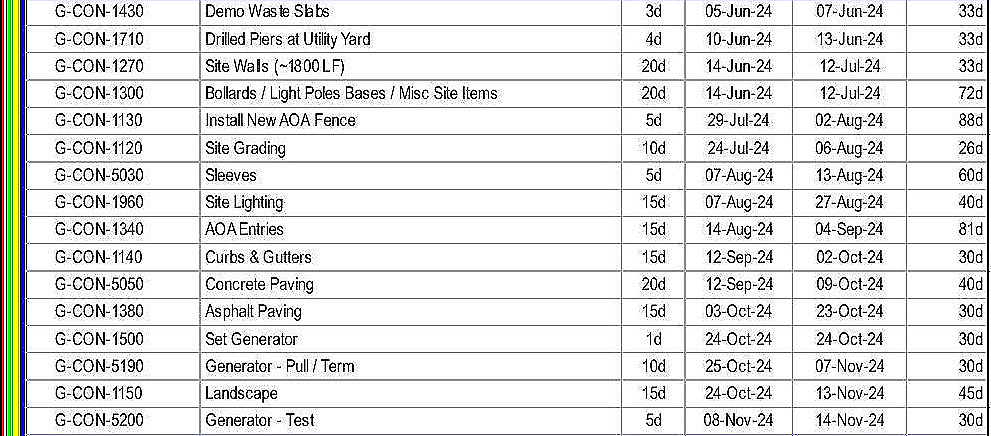 G-CON-1430 Demo Waste Slabs 3d 05-Jun-24 07-Jun-24 33d
G-CON-1710 Drilled Piers at Utility Yard 4d 10-Jun-24 13-Jun-24 33d
G-CON-1270 Site Walls (~1800 LF) 20d 14-Jun-24 12-Jul-24 33d
G-CON-1300 Bollards / Light Poles Bases / Misc Site Items 20d 14-Jun-24 12-Jul-24 72d
G-CON-1130 Install New AOA Fence 5d 29-Jul-24 02-Aug-24 88d
G-CON-1120 Site Grading 10d 24-Jul-24 06-Aug-24 26d
G-CON-5030 Sleeves 5d 07-Aug-24 13-Aug-24 60d
G-CON-1960 Site Lighting 15d 07-Aug-24 27-Aug-24 40d
G-CON-1340 AOA Entries 15d 14-Aug-24 04-Sep-24 81d
G-CON-1140 Curbs & Gutters 15d 12-Sep-24 02-Oct-24 30d
G-CON-5050 Concrete Paving 20d 12-Sep-24 09-Oct-24 40d
G-CON-1380 Asphalt Paving 15d 03-Oct-24 23-Oct-24 30d
G-CON-1500 Set Generator 1d 24-Oct-24 24-Oct-24 30d
G-CON-5190 Generator - Pull / Term 10d 25-Oct-24 07-Nov-24 30d
G-CON-1150 Landscape 15d 24-Oct-24 13-Nov-24 45d
G-CON-5200 Generator - Test 5d 08-Nov-24 14-Nov-24 30d